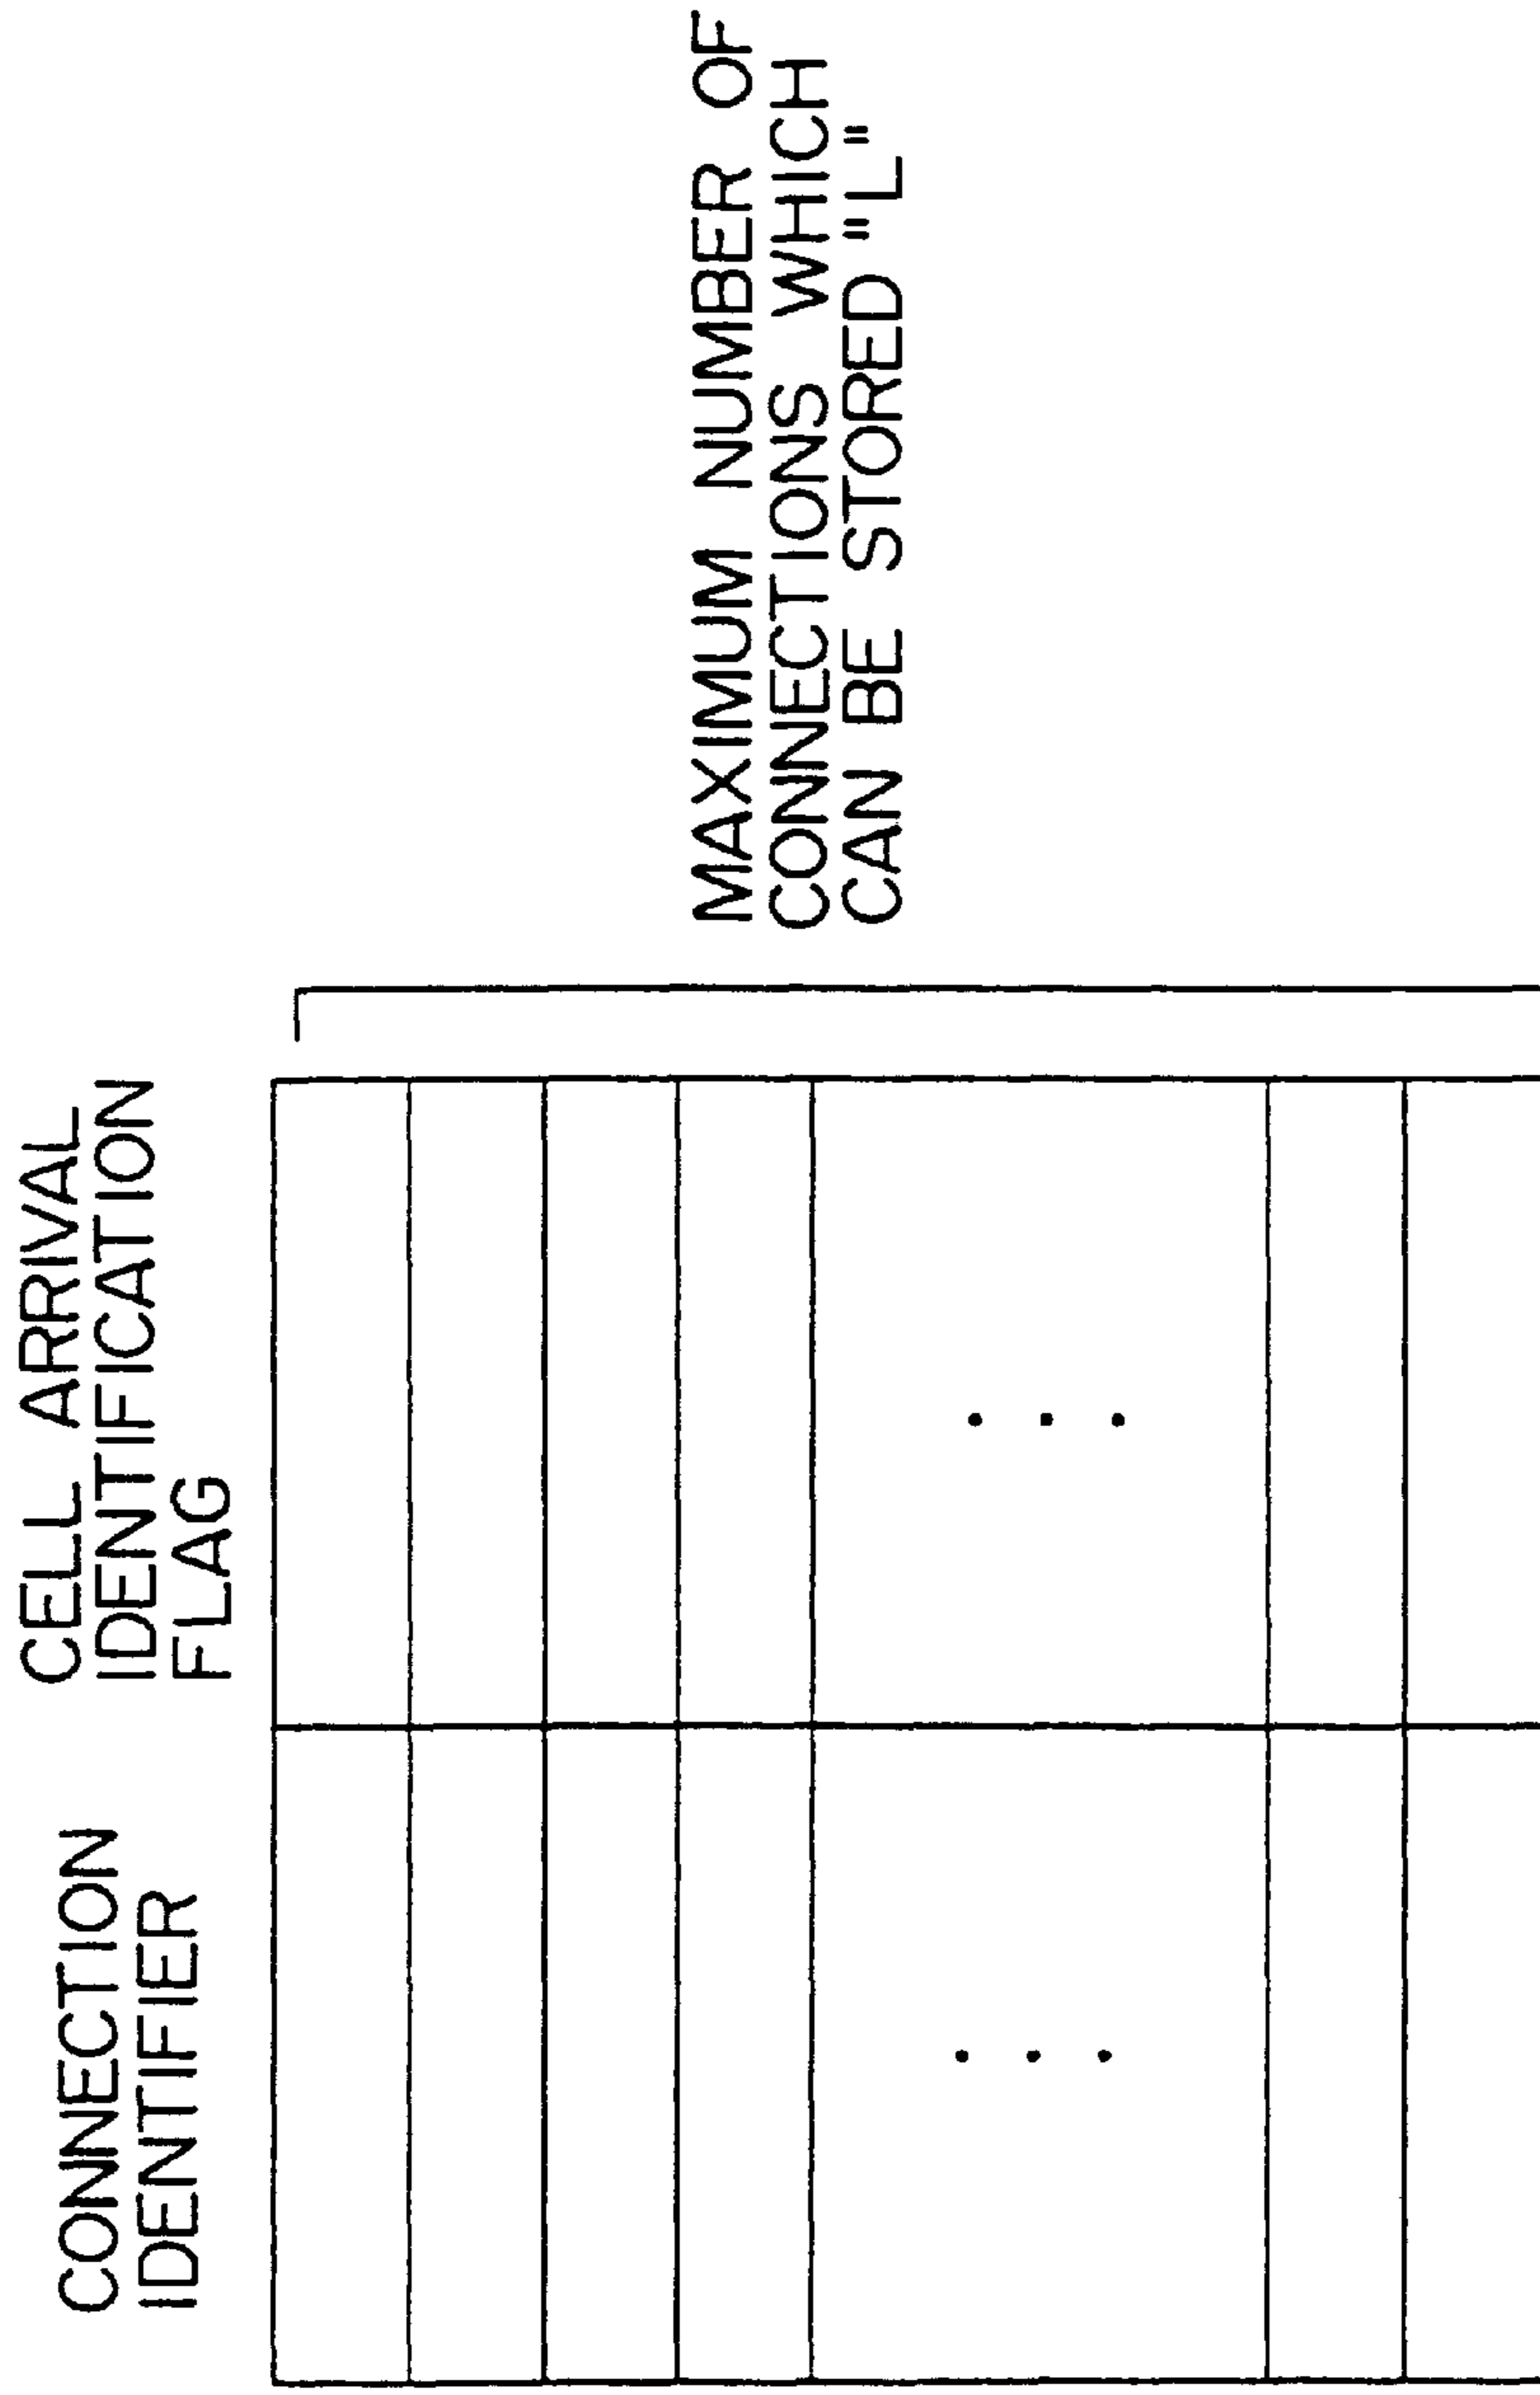 CONNECTION
IDENTIFIER
CELL ARRIVAL
IDENTIFICATION
FLAG
MAXIMUM NUMBER OF
CONNECTIONS WHICH
CAN BE STORED "L"